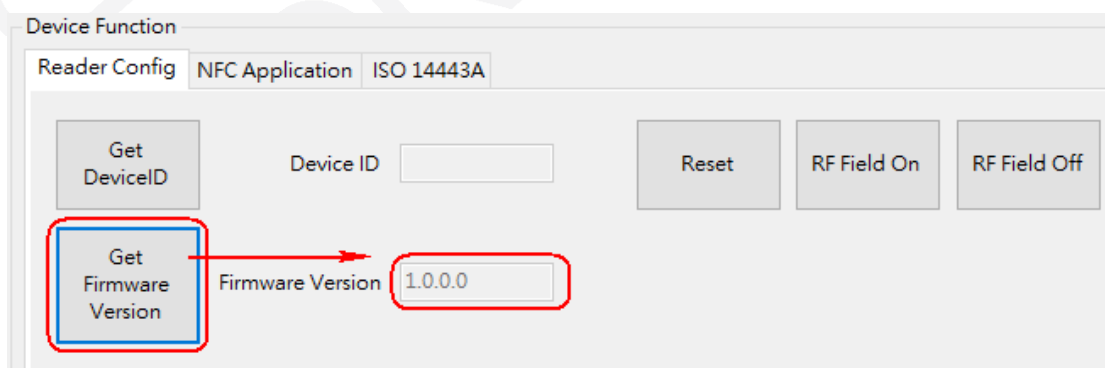 Device Function
Reader Config NFC Application ISO 14443A
Get
DeviceID
Device ID
Reset
RF Field On
RF Field Off
Get
Firmware
Version
Firmware Version
1.0.0.0